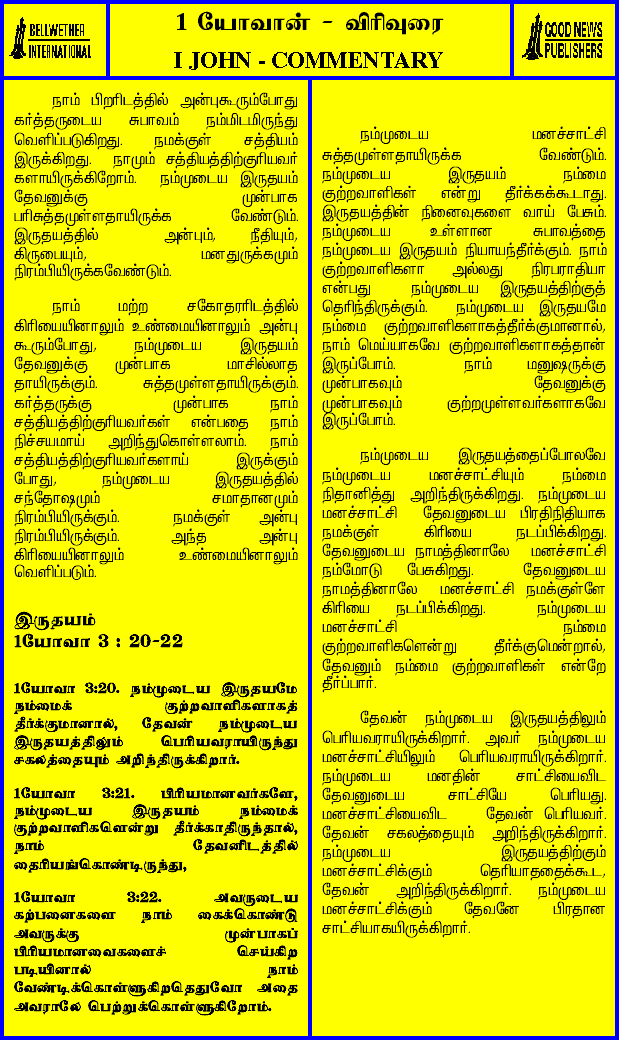 BELLWETHER
INTERNATIONAL
1 யோவான் - விரிவுரை
I JOHN - COMMENTARY
GOOD NEWS
PUBLISHERS
நாம் பிறரிடத்தில் அன்புகூரும்போது
கர்த்தருடைய சுபாவம் நம்மிடமிருந்து
வெளிப்படுகிறது. நமக்குள் சத்தியம்
இருக்கிறது. நாமும் சத்தியத்திற்குரியவர்
களாயிருக்கிறோம். நம்முடைய இருதயம்
தேவனுக்கு முன்பாக
பரிசுத்தமுள்ளதாயிருக்க வேண்டும்.
இருதயத்தில் அன்பும், நீதியும்,
கிருபையும், மனதுருக்கமும்
நிரம்பியிருக்கவேண்டும்.
நாம் மற்ற சகோதரரிடத்தில்
கிரியையினாலும் உண்மையினாலும் அன்பு
கூரும்போது, நம்முடைய இருதயம்
தேவனுக்கு முன்பாக மாசில்லாத
தாயிருக்கும். சுத்தமுள்ளதாயிருக்கும்.
கர்த்தருக்கு முன்பாக நாம்
சத்தியத்திற்குரியவர்கள் என்பதை நாம்
நிச்சயமாய் அறிந்துகொள்ளலாம். நாம்
சத்தியத்திற்குரியவர்களாய் இருக்கும்
போது, நம்முடைய இருதயத்தில்
சந்தோஷமும் சமாதானமும்
நிரம்பியிருக்கும். நமக்குள் அன்பு
நிரம்பியிருக்கும். அந்த அன்பு
கிரியையினாலும் உண்மையினாலும்
வெளிப்படும்.
இருதயம்
1யோவா 3 : 20-22
1யோவா 3:20. நம்முடைய இருதயமே
நம்மைக் குற்றவாளிகளாகத்
தீர்க்குமானால், தேவன் நம்முடைய
இருதயத்திலும் பெரியவராயிருந்து
சகலத்தையும் அறிந்திருக்கிறார்.
1யோவா 3:21. பிரியமானவர்களே,
நம்முடைய இருதயம் நம்மைக்
குற்றவாளிகளென்று தீர்க்காதிருந்தால்,
நாம் தேவனிடத்தில்
தைரியங்கொண்டிருந்து,
1யோவா 3:22. அவருடைய
கற்பனைகளை நாம் கைக்கொண்டு
அவருக்கு முன்பாகப்
பிரியமானவைகளைச் செய்கிற
படியினால் நாம்
வேண்டிக்கொள்ளுகிறதெதுவோ அதை
அவராலே பெற்றுக்கொள்ளுகிறோம்.
நம்முடைய மனச்சாட்சி
சுத்தமுள்ளதாயிருக்க வேண்டும்.
நம்முடைய இருதயம் நம்மை
குற்றவாளிகள் என்று தீர்க்கக்கூடாது.
இருதயத்தின் நினைவுகளை வாய் பேசும்.
நம்முடைய உள்ளான சுபாவத்தை
நம்முடைய இருதயம் நியாயந்தீர்க்கும். நாம்
குற்றவாளிகளா அல்லது நிரபராதியா
என்பது நம்முடைய இருதயத்திற்குத்
தெரிந்திருக்கும். நம்முடைய இருதயமே
நம்மை குற்றவாளிகளாகத்தீர்க்குமானால்,
நாம் மெய்யாகவே குற்றவாளிகளாகத்தான்
இருப்போம். நாம் மனுஷருக்கு
முன்பாகவும் தேவனுக்கு
முன்பாகவும் குற்றமுள்ளவர்களாகவே
இருப்போம்.
நம்முடைய இருதயத்தைப்போலவே
நம்முடைய மனச்சாட்சியும் நம்மை
நிதானித்து அறிந்திருக்கிறது. நம்முடைய
மனச்சாட்சி தேவனுடைய பிரதிநிதியாக
நமக்குள் கிரியை நடப்பிக்கிறது.
தேவனுடைய நாமத்தினாலே மனச்சாட்சி
நம்மோடு பேசுகிறது. தேவனுடைய
நாமத்தினாலே மனச்சாட்சி நமக்குள்ளே
கிரியை நடப்பிக்கிறது. நம்முடைய
மனச்சாட்சி நம்மை
குற்றவாளிகளென்று தீர்க்குமென்றால்,
தேவனும் நம்மை குற்றவாளிகள் என்றே
தீர்ப்பார்.
தேவன் நம்முடைய இருதயத்திலும்
பெரியவராயிருக்கிறார். அவர் நம்முடைய
மனச்சாட்சியிலும் பெரியவராயிருக்கிறார்.
நம்முடைய மனதின் சாட்சியைவிட
தேவனுடைய சாட்சியே பெரியது.
மனச்சாட்சியைவிட தேவன் பெரியவர்.
தேவன் சகலத்தையும் அறிந்திருக்கிறார்.
நம்முடைய இருதயத்திற்கும்
மனச்சாட்சிக்கும் தெரியாததைக்கூட,
தேவன் அறிந்திருக்கிறார். நம்முடைய
மனச்சாட்சிக்கும் தேவனே பிரதான
சாட்சியாகயிருக்கிறார்.